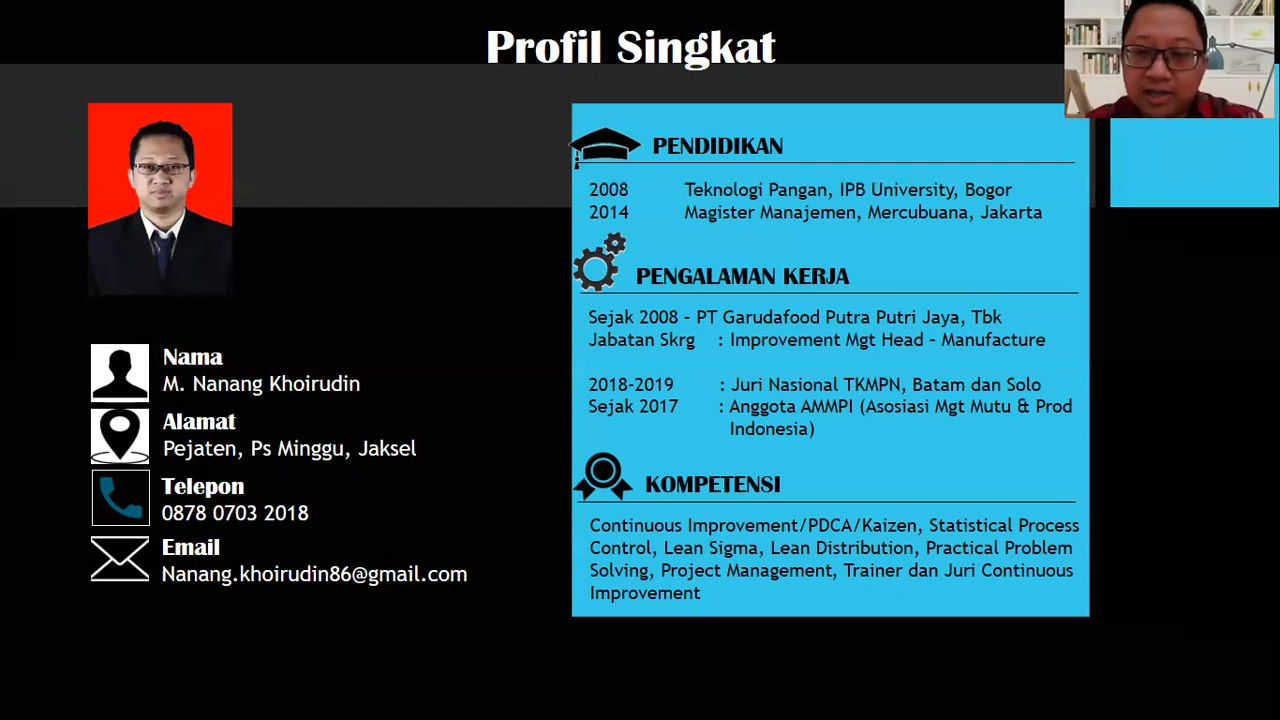 Profil Singkat
Nama
M. Nanang Khoirudin
Alamat
Pejaten, Ps Minggu, Jaksel
Telepon
0878 0703 2018
Email
Nanang.khoirudin86@gmail.com
PENDIDIKAN
2008 Teknologi Pangan, IPB University, Bogor
2014 Magister Manajemen, Mercubuana, Jakarta
PENGALAMAN KERJA
Sejak 2008 – PT Garudafood Putra Putri Jaya, Tbk
Jabatan Skrg : Improvement Mgt Head – Manufacture
2018-2019 : Juri Nasional TKMPN, Batam dan Solo
Sejak 2017 : Anggota AMMPI (Asosiasi Mgt Mutu & Prod
Indonesia)
KOMPETENSI
Continuous Improvement/PDCA/Kaizen, Statistical Process
Control, Lean Sigma, Lean Distribution, Practical Problem
Solving, Project Management, Trainer dan Juri Continuous
Improvement